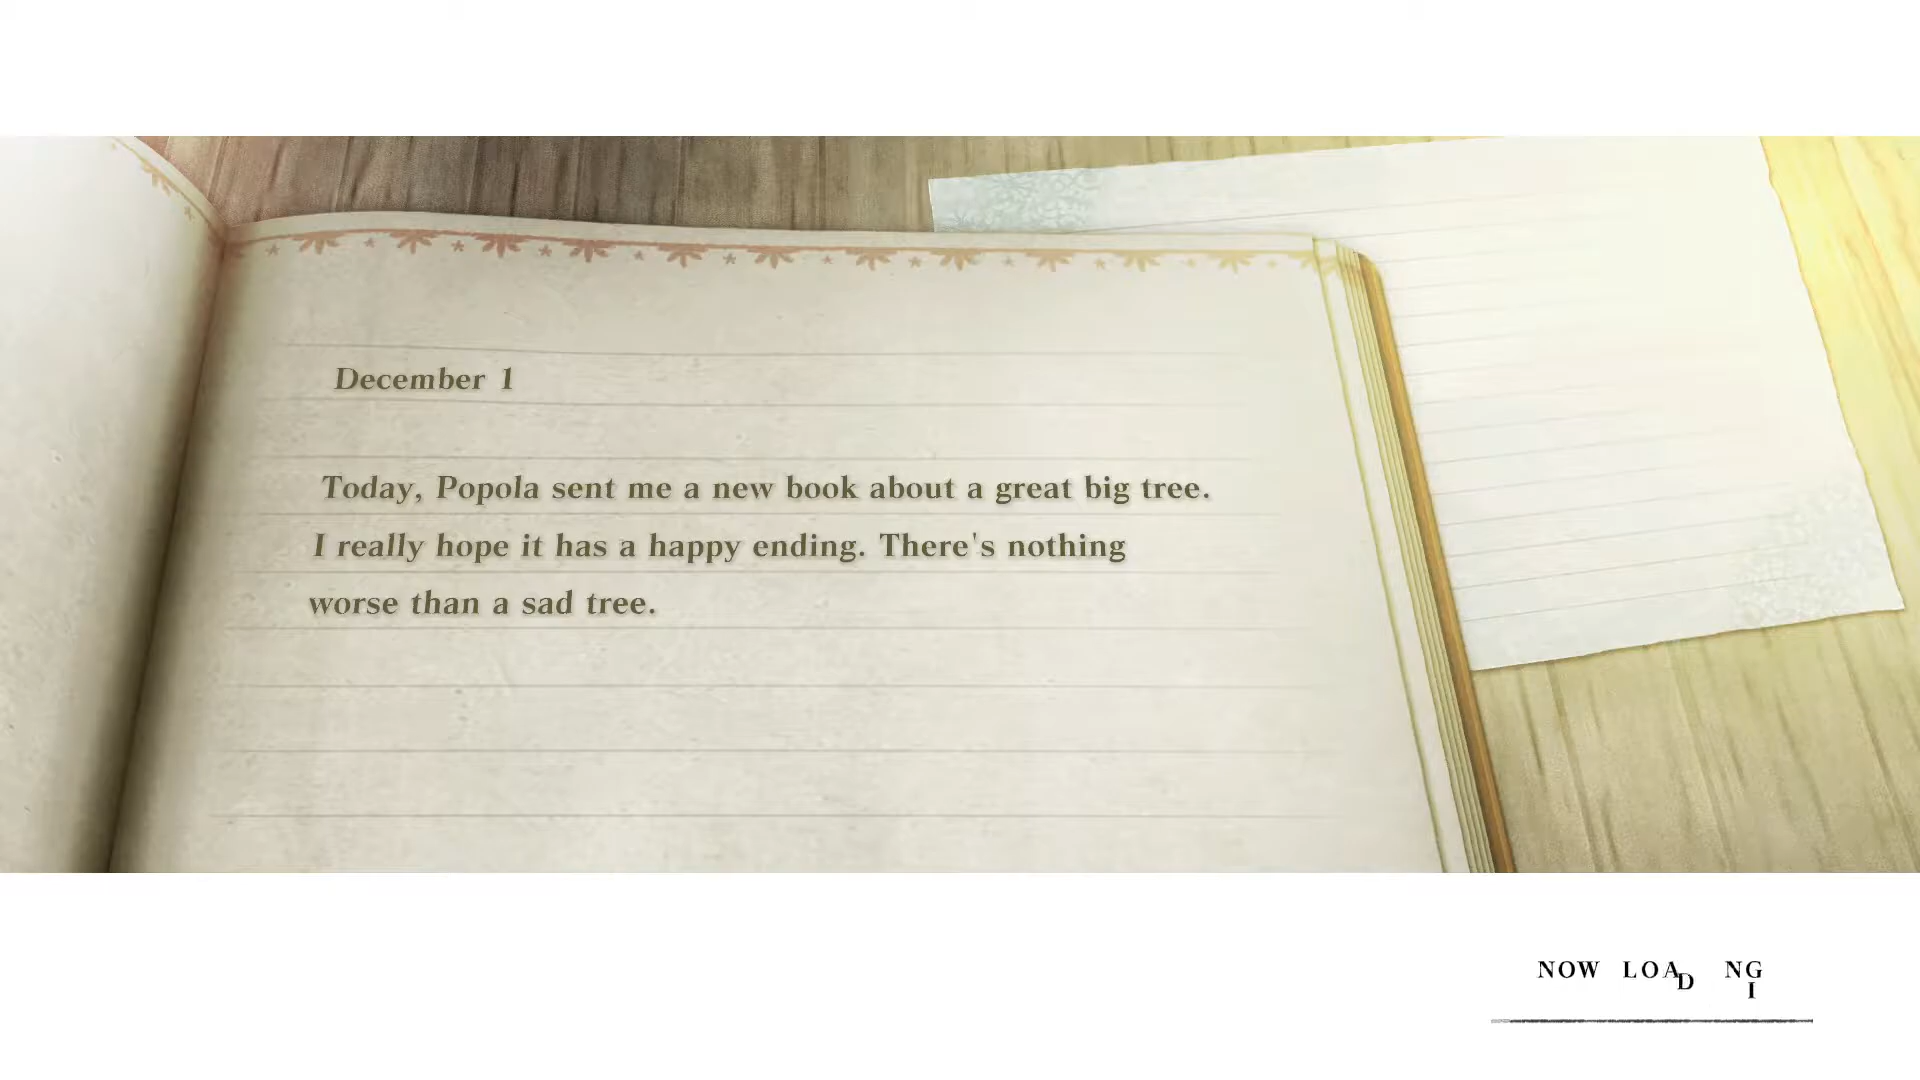 December 1
Today, Popola sent me a new book about a great big tree.
I really hope it has a happy ending. There's nothing
worse than a sad tree.
NOW LOADING